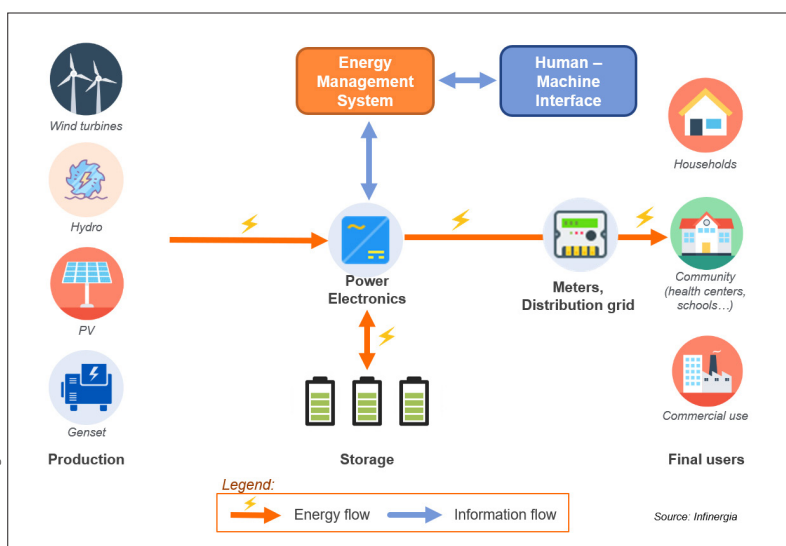 Energy
Management
System
Human –
Machine
Interface
Wind turbines
Households
Hydro
Power
Electronics
Meters,
Distribution grid
Community
(health centers,
schools…)
PV
Genset
Commercial use
Production
Storage
Final users
Legend:
Energy flow
Information flow
Source: Infinergia